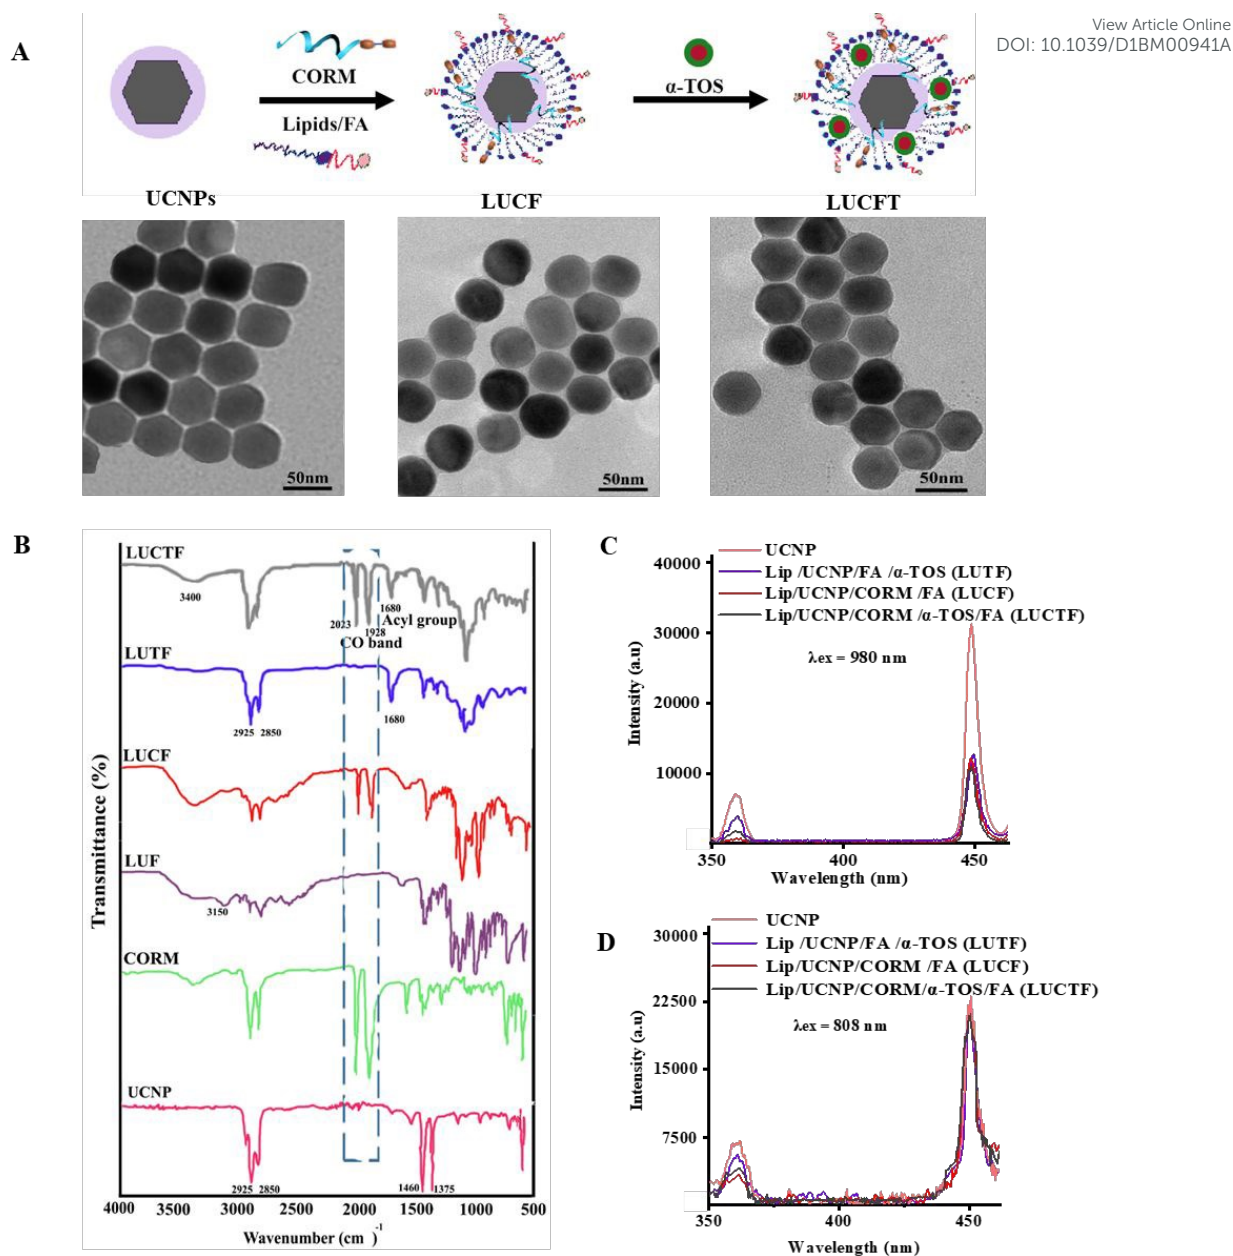 View Article Online
DOI: 10.1039/D1BM00941A
A
CORM
Lipids/FA
α-TOS
UCNPs
LUCF
LUCFT
50nm
50nm
50nm
B
LUCTF
3400
2023
1928
1680
Acyl group
CO band
LUTF
2925
2850
1680
LUCF
LUF
3150
CORM
UCNP
2925
2850
1460
1375
Transmittance (%)
4000 3500 3000 2500 2000 1500 1000 500
Wavenumber (cm⁻¹)
C
UCNP
Lip /UCNP/FA /α-TOS (LUTF)
Lip/UCNP/CORM /FA (LUCF)
Lip/UCNP/CORM /α-TOS/FA (LUCTF)
λex = 980 nm
40000
30000
20000
10000
Intensity (a.u)
350 400 450
Wavelength (nm)
D
UCNP
Lip /UCNP/FA /α-TOS (LUTF)
Lip/UCNP/CORM /FA (LUCF)
Lip/UCNP/CORM/α-TOS/FA (LUCTF)
λex = 808 nm
30000
22500
15000
7500
Intensity (a.u)
350 400 450
Wavelength (nm)